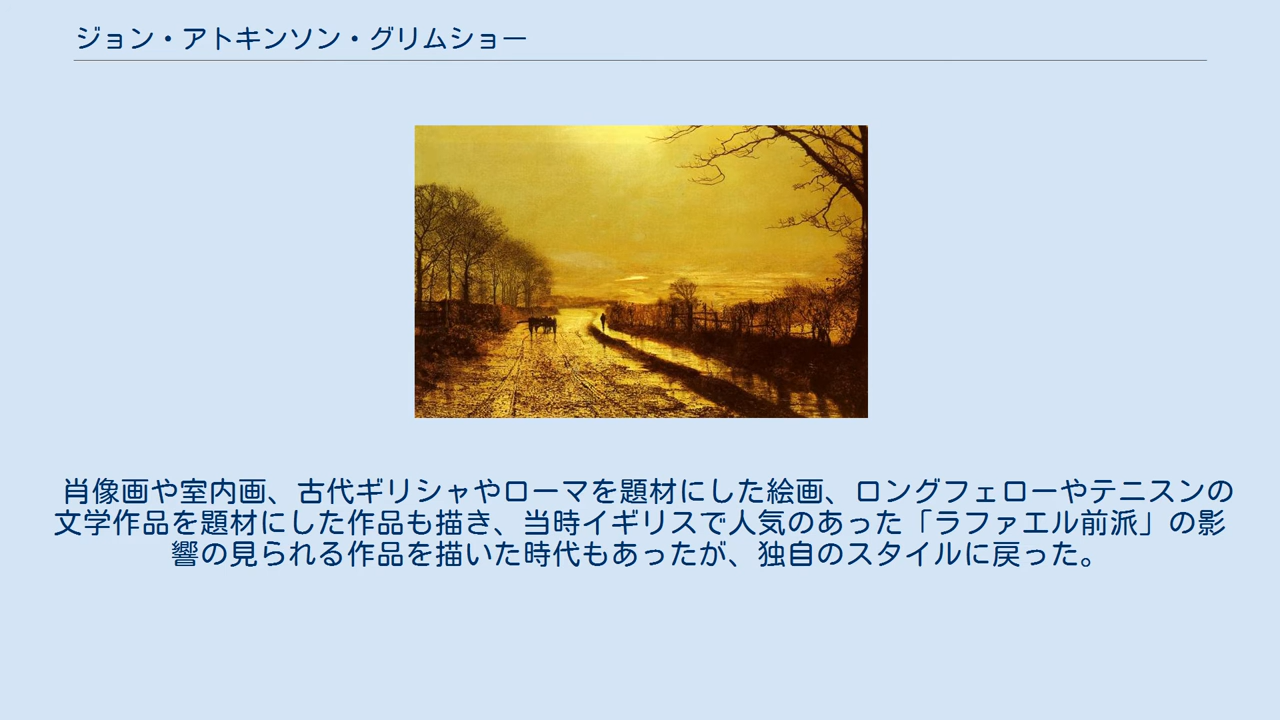 ジョン・アトキンソン・グリムショー
肖像画や室内画、古代ギリシャやローマを題材にした絵画、ロングフェローやテニスンの
文学作品を題材にした作品も描き、当時イギリスで人気のあった「ラファエル前派」の影
響の見られる作品を描いた時代もあったが、独自のスタイルに戻った。